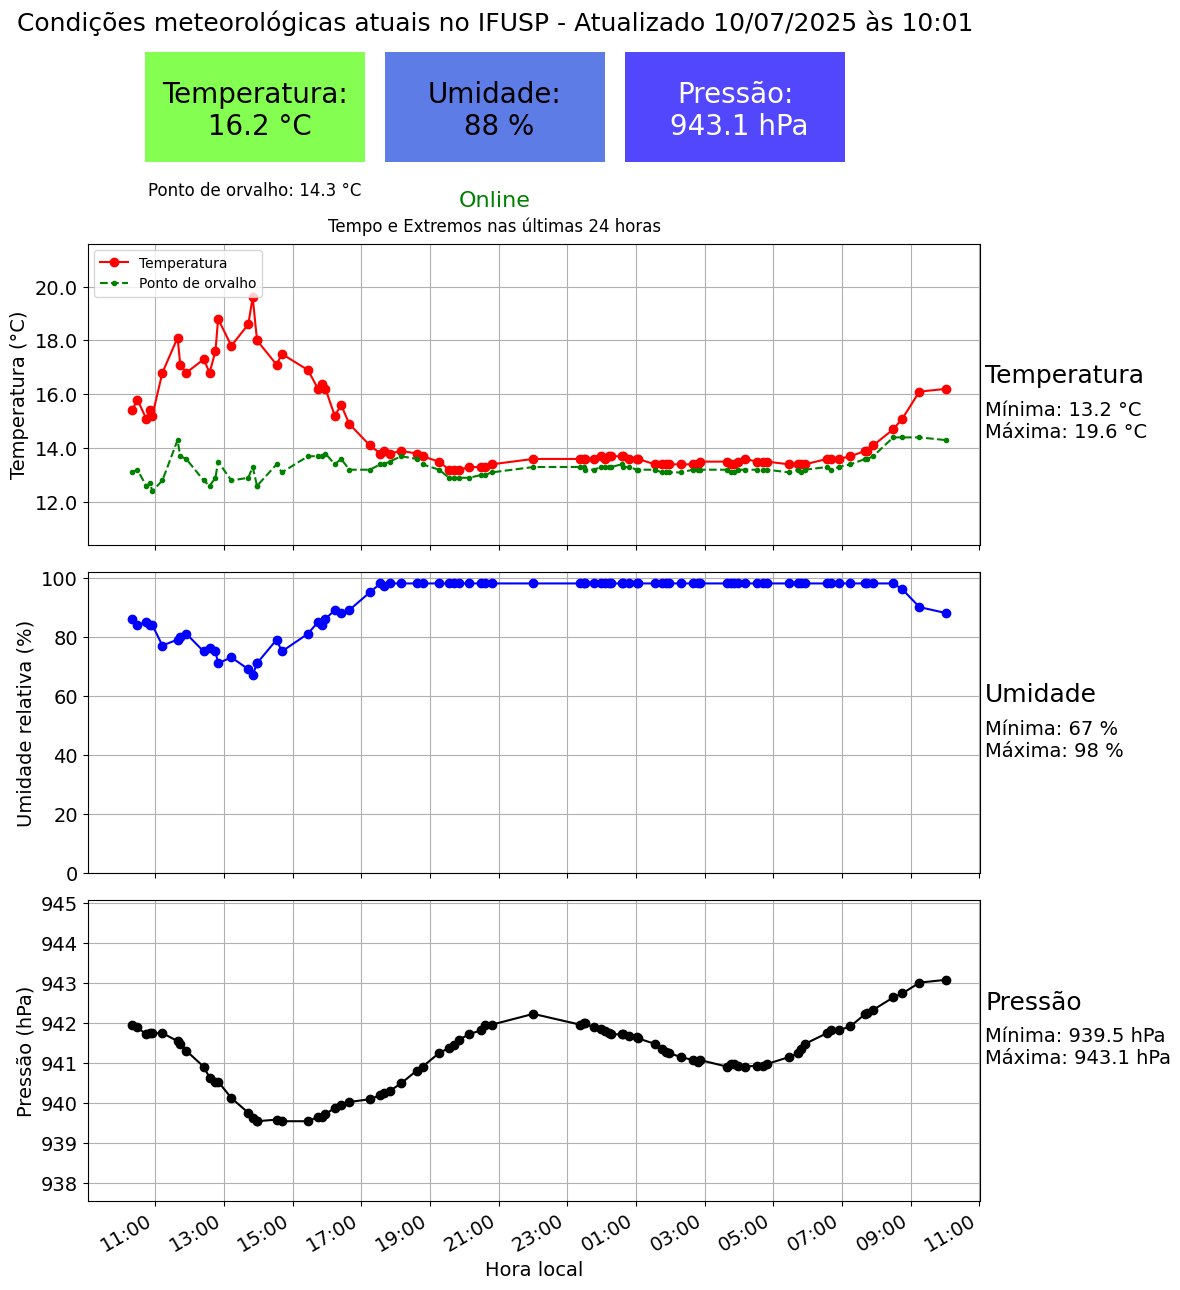 Condições meteorológicas atuais no IFUSP - Atualizado 10/07/2025 às 10:01
Temperatura:
16.2 °C
Umidade:
88 %
Pressão:
943.1 hPa
Ponto de orvalho: 14.3 °C
Online
Tempo e Extremos nas últimas 24 horas
Temperatura
Ponto de orvalho
Temperatura (°C)
20.0
18.0
16.0
14.0
12.0
Temperatura
Mínima: 13.2 °C
Máxima: 19.6 °C
Umidade relativa (%)
100
80
60
40
20
0
Umidade
Mínima: 67 %
Máxima: 98 %
Pressão (hPa)
945
944
943
942
941
940
939
938
Pressão
Mínima: 939.5 hPa
Máxima: 943.1 hPa
11:00 13:00 15:00 17:00 19:00 21:00 23:00 01:00 03:00 05:00 07:00 09:00 11:00
Hora local